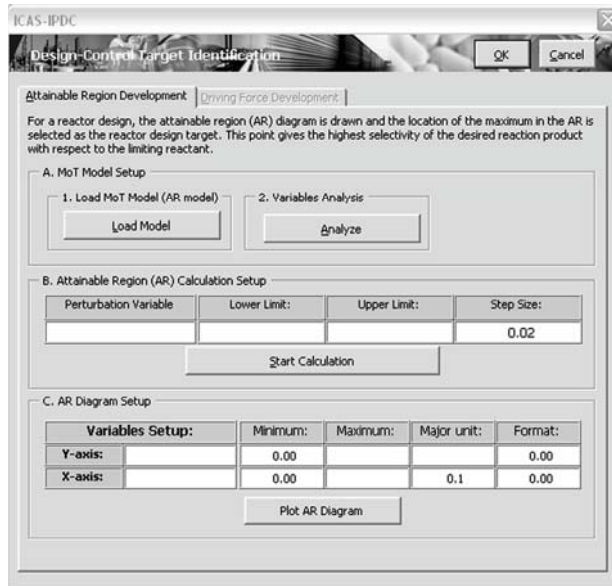 ICAS-IPDC
Design-Control Target Identification
OK
Cancel
Attainable Region Development
Driving Force Development
For a reactor design, the attainable region (AR) diagram is drawn and the location of the maximum in the AR is
selected as the reactor design target. This point gives the highest selectivity of the desired reaction product
with respect to the limiting reactant.
A. MoT Model Setup
1. Load MoT Model (AR model)
2. Variables Analysis
Load Model
Analyze
B. Attainable Region (AR) Calculation Setup
Perturbation Variable Lower Limit: Upper Limit: Step Size:
0.02
Start Calculation
C. AR Diagram Setup
Variables Setup: Minimum: Maximum: Major unit: Format:
Y-axis: 0.00 0.00
X-axis: 0.00 0.1 0.00
Plot AR Diagram